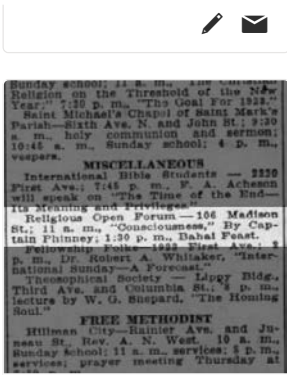 Sunday school; 11 a. m., "The Christian
Religion on the Threshold of the New
Year;" 7:30 p. m., "The Goal For 1928."
Saint Michael's Chapel of Saint Mark's
Parish—Sixth Ave. N. and John St.; 9:30
a. m., holy communion and sermon;
10:45 a. m., Sunday school; 4 p. m.,
vespers.
MISCELLANEOUS
International Bible Students — 2220
First Ave.; 7:45 p. m., F. A. Acheson
will speak on "The Time of the End—
Its Meaning and Privileges."
Religious Open Forum—106 Madison
St.; 11 a. m., "Consciousness," By Cap-
tain Phinney; 1:30 p. m., Bahai Feast.
Fellowship Folks— First Ave.,
p. m., Dr. Robert A. Whitaker, "Inter-
national Sunday—A Forecast."
Theosophical Society — Lippy Bldg.,
Third Ave. and Columbia St.; 8 p. m.,
lecture by W. G. Shepard, "The Homing
Soul."
FREE METHODIST
Hillman City—Rainier Ave. and Ju-
neau St., Rev. A. N. West. 10 a. m.,
Sunday school; 11 a. m., services; 8 p. m.,
services; prayer meeting Thursday at